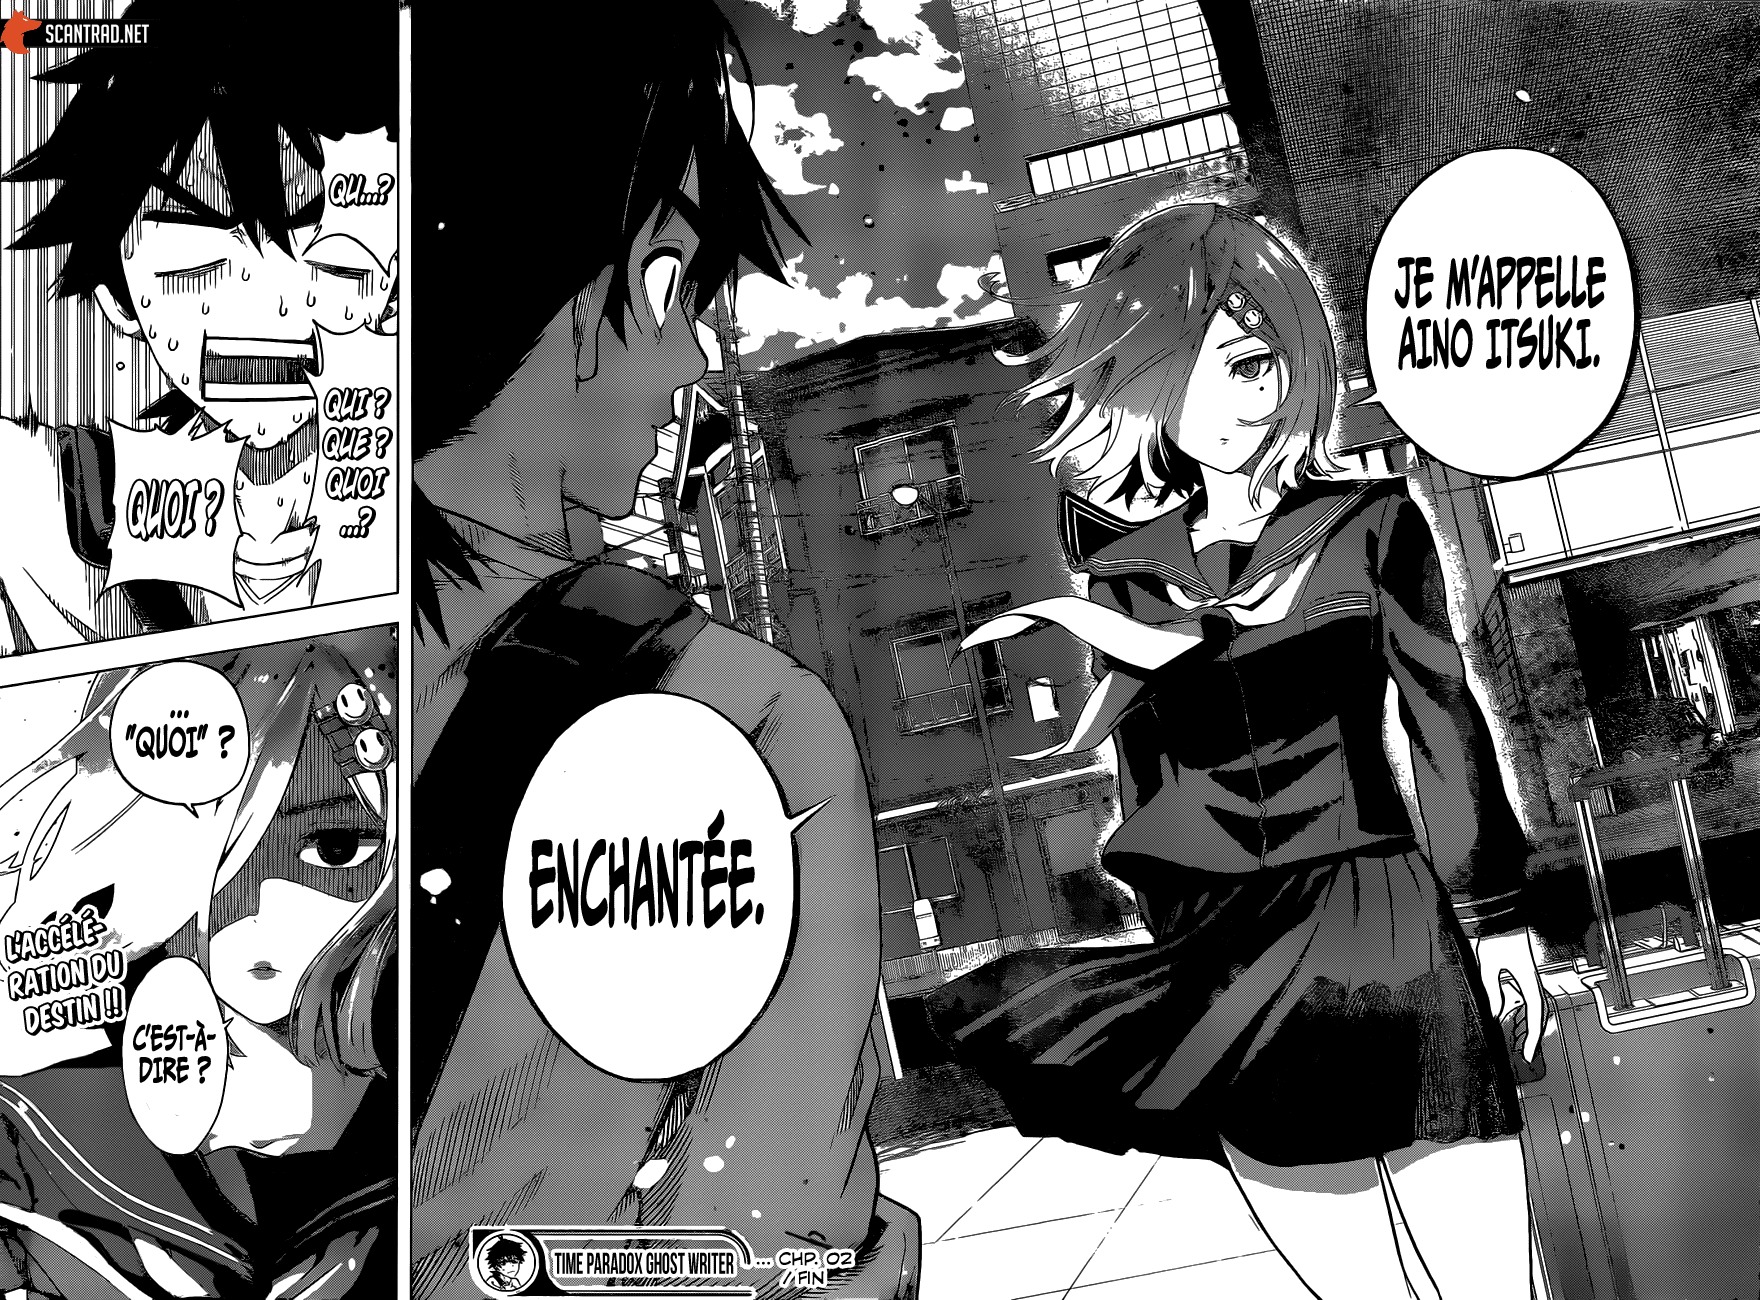 SCANTRAD.NET
JE M'APPELLE
AINO ITSUKI.
ENCHANTÉE.
QU...?
QUI ?
QUE ?
QUOI
...?
QUOI ?
...
"QUOI" ?
C'EST-À-
DIRE ?
L'ACCÉLÉ-
RATION DU
DESTIN !!
TIME PARADOX GHOST WRITER
... CHP. 02
/ FIN